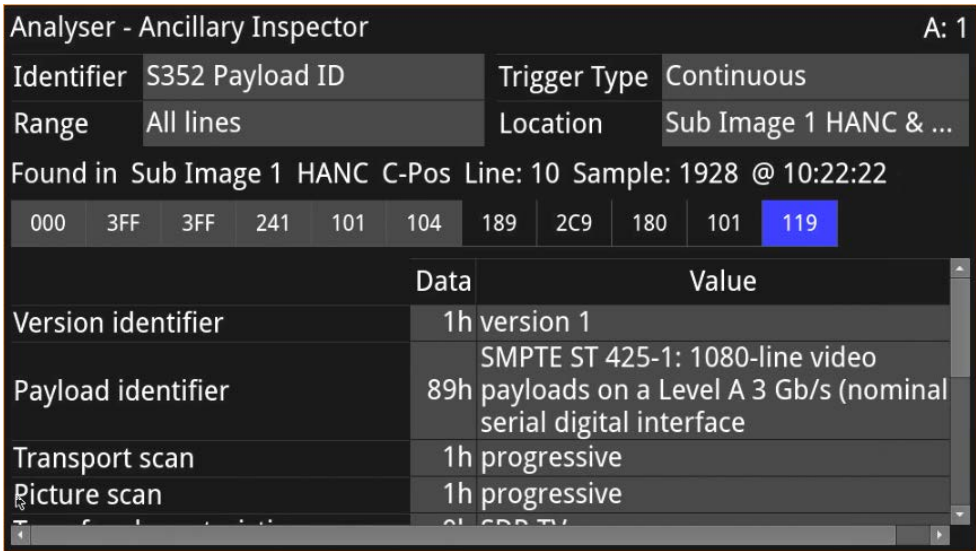 Analyser - Ancillary Inspector A: 1
Identifier S352 Payload ID Trigger Type Continuous
Range All lines Location Sub Image 1 HANC & ...
Found in Sub Image 1 HANC C-Pos Line: 10 Sample: 1928 @ 10:22:22
000 3FF 3FF 241 101 104 189 2C9 180 101 119
Data Value
Version identifier 1h version 1
SMPTE ST 425-1: 1080-line video
Payload identifier 89h payloads on a Level A 3 Gb/s (nominal
serial digital interface
Transport scan 1h progressive
Picture scan 1h progressive